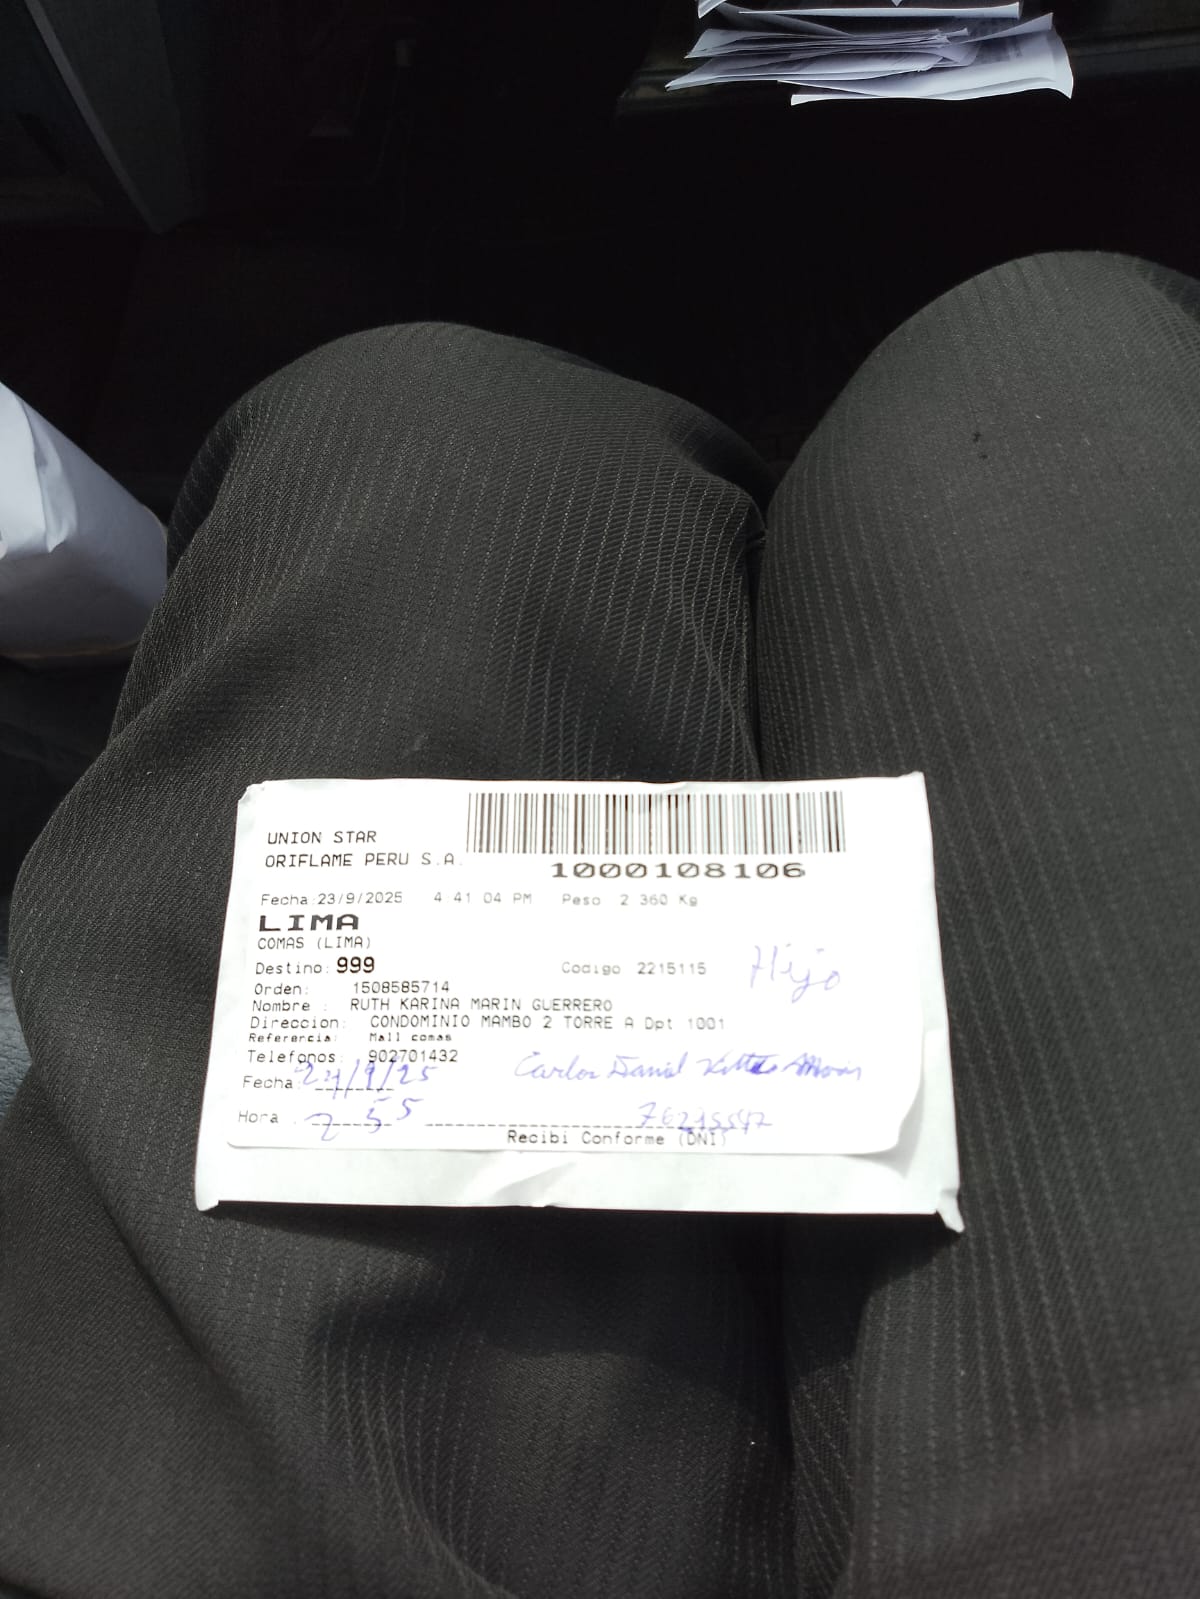 UNION STAR
ORIFLAME PERU S.A.
1000108106
Fecha:23/9/2025 4:41:04 PM Peso 2.360 Kg
LIMA
COMAS (LIMA)
Destino: 999 Codigo 2215115 Hijo
Orden: 1508585714
Nombre : RUTH KARINA MARIN GUERRERO
Direccion: CONDOMINIO MAMBO 2 TORRE A Dpt 1001
Referencia: Mall comas
Telefonos: 902701432
Carlos Daniel
Fecha: 24/9/25
Hora : 2 55
Recibi Conforme (DNI)